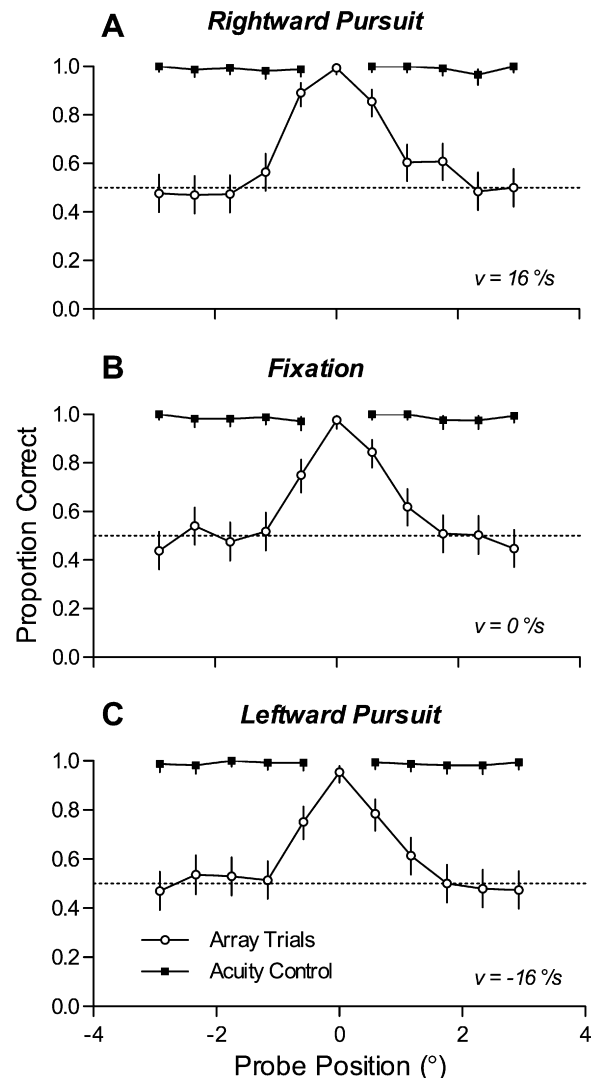 A Rightward Pursuit
1.0
0.8
0.6
0.4
0.2
0.0
v = 16 °/s
B Fixation
1.0
0.8
0.6
0.4
0.2
0.0
v = 0 °/s
Proportion Correct
C Leftward Pursuit
1.0
0.8
0.6
0.4
0.2
0.0
Array Trials
Acuity Control
v = -16 °/s
-4 -2 0 2 4
Probe Position (°)